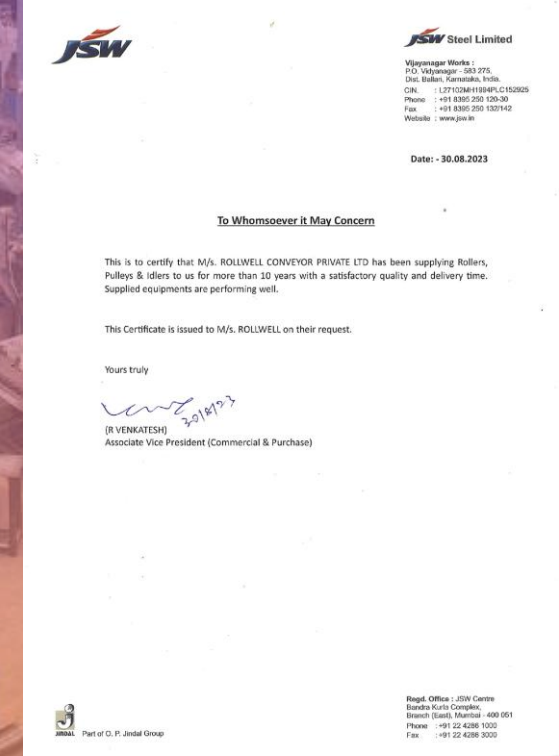 JSW
JSW Steel Limited
Vijayanagar Works :
P.O. Vidyanagar - 583 275,
Dist. Ballari, Karnataka, India.
CIN. : L27102MH1994PLC152925
Phone : +91 8395 250 120-30
Fax : +91 8395 250 132/142
Website : www.jsw.in
Date: - 30.08.2023
To Whomsoever it May Concern
This is to certify that M/s. ROLLWELL CONVEYOR PRIVATE LTD has been supplying Rollers,
Pulleys & Idlers to us for more than 10 years with a satisfactory quality and delivery time.
Supplied equipments are performing well.
This Certificate is issued to M/s. ROLLWELL on their request.
Yours truly
30/8/23
(R VENKATESH)
Associate Vice President (Commercial & Purchase)
JINDAL Part of O. P. Jindal Group
Regd. Office : JSW Centre
Bandra Kurla Complex,
Branch (East), Mumbai - 400 051
Phone : +91 22 4286 1000
Fax : +91 22 4286 3000